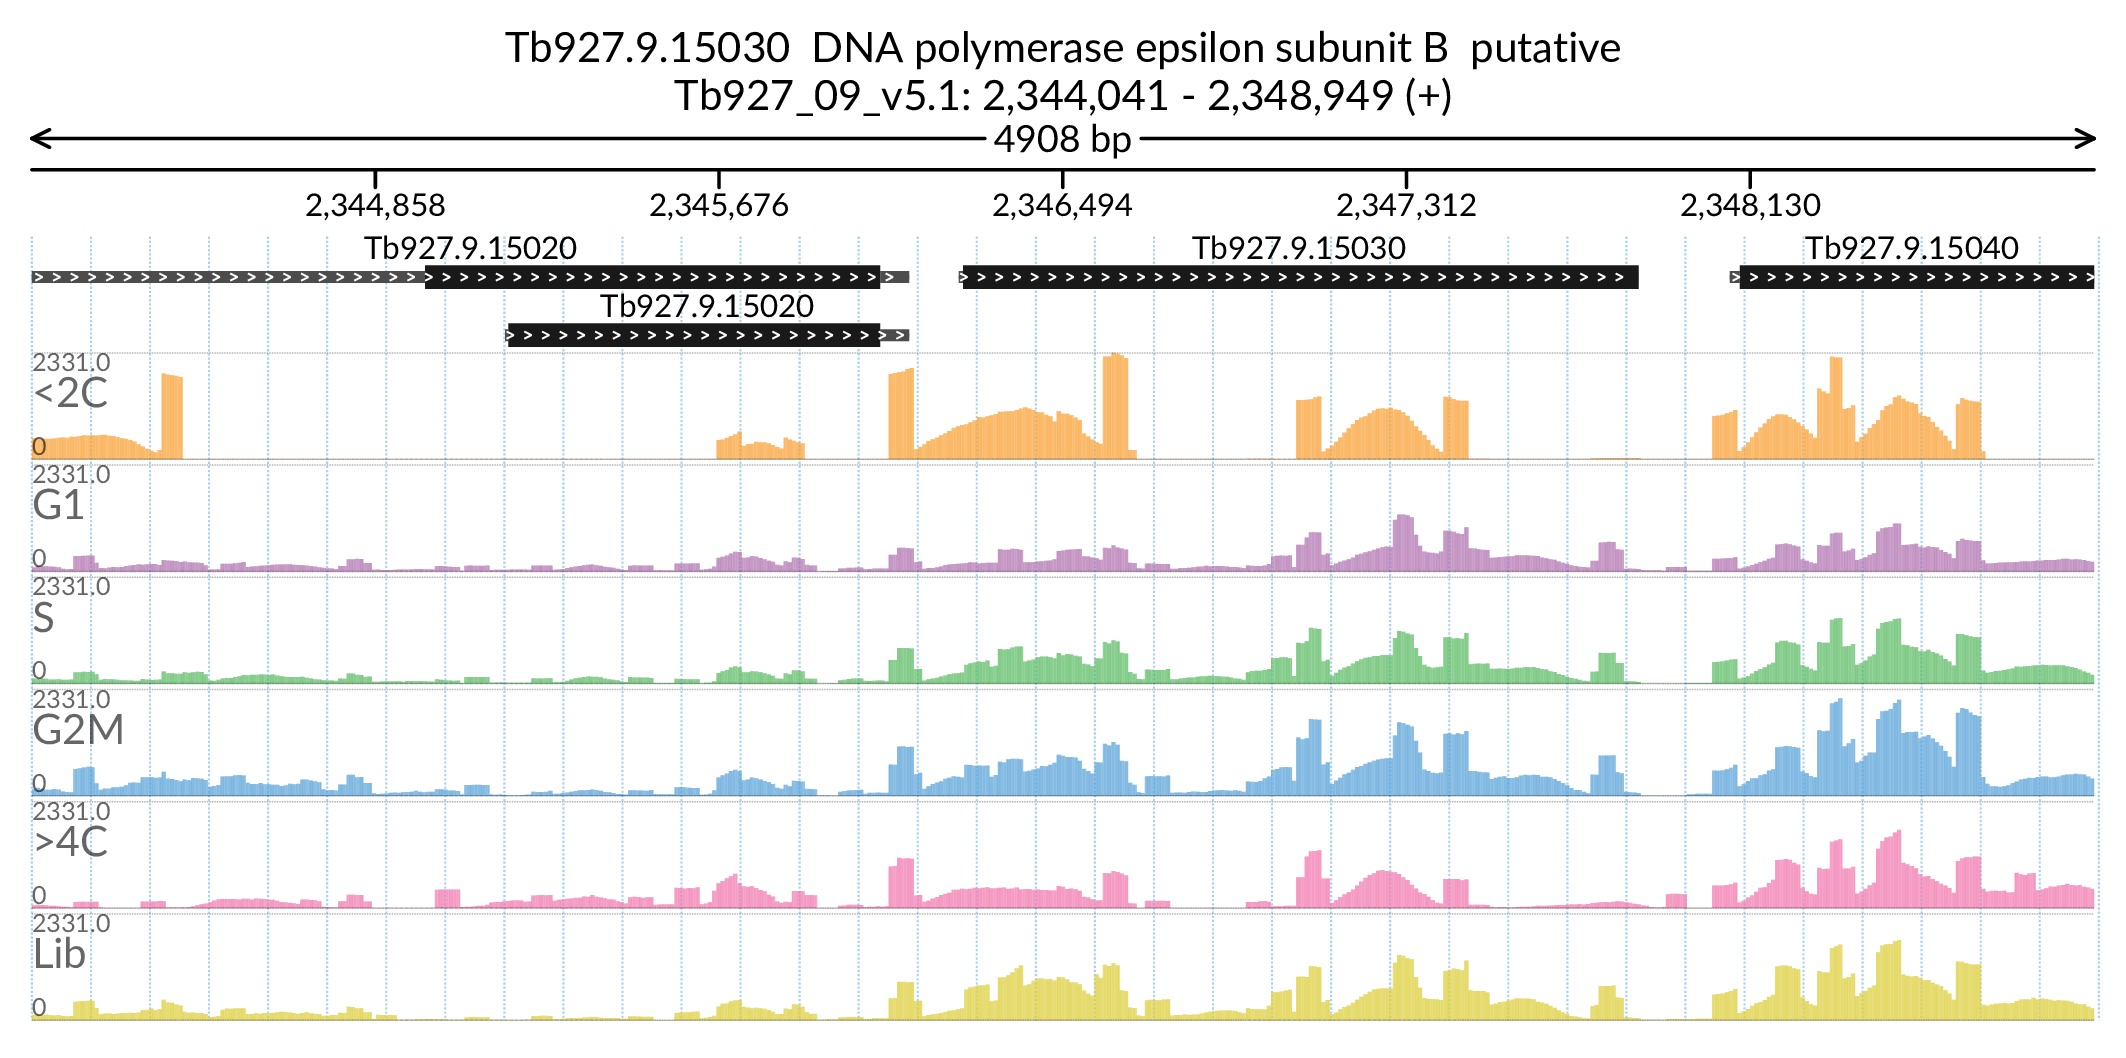 Tb927.9.15030  DNA polymerase epsilon subunit B  putative
Tb927_09_v5.1: 2,344,041 - 2,348,949 (+)
4908 bp
2,344,858 2,345,676 2,346,494 2,347,312 2,348,130
Tb927.9.15020 Tb927.9.15030 Tb927.9.15040
Tb927.9.15020
2331.0
<2C
0
2331.0
G1
0
2331.0
S
0
2331.0
G2M
0
2331.0
>4C
0
2331.0
Lib
0